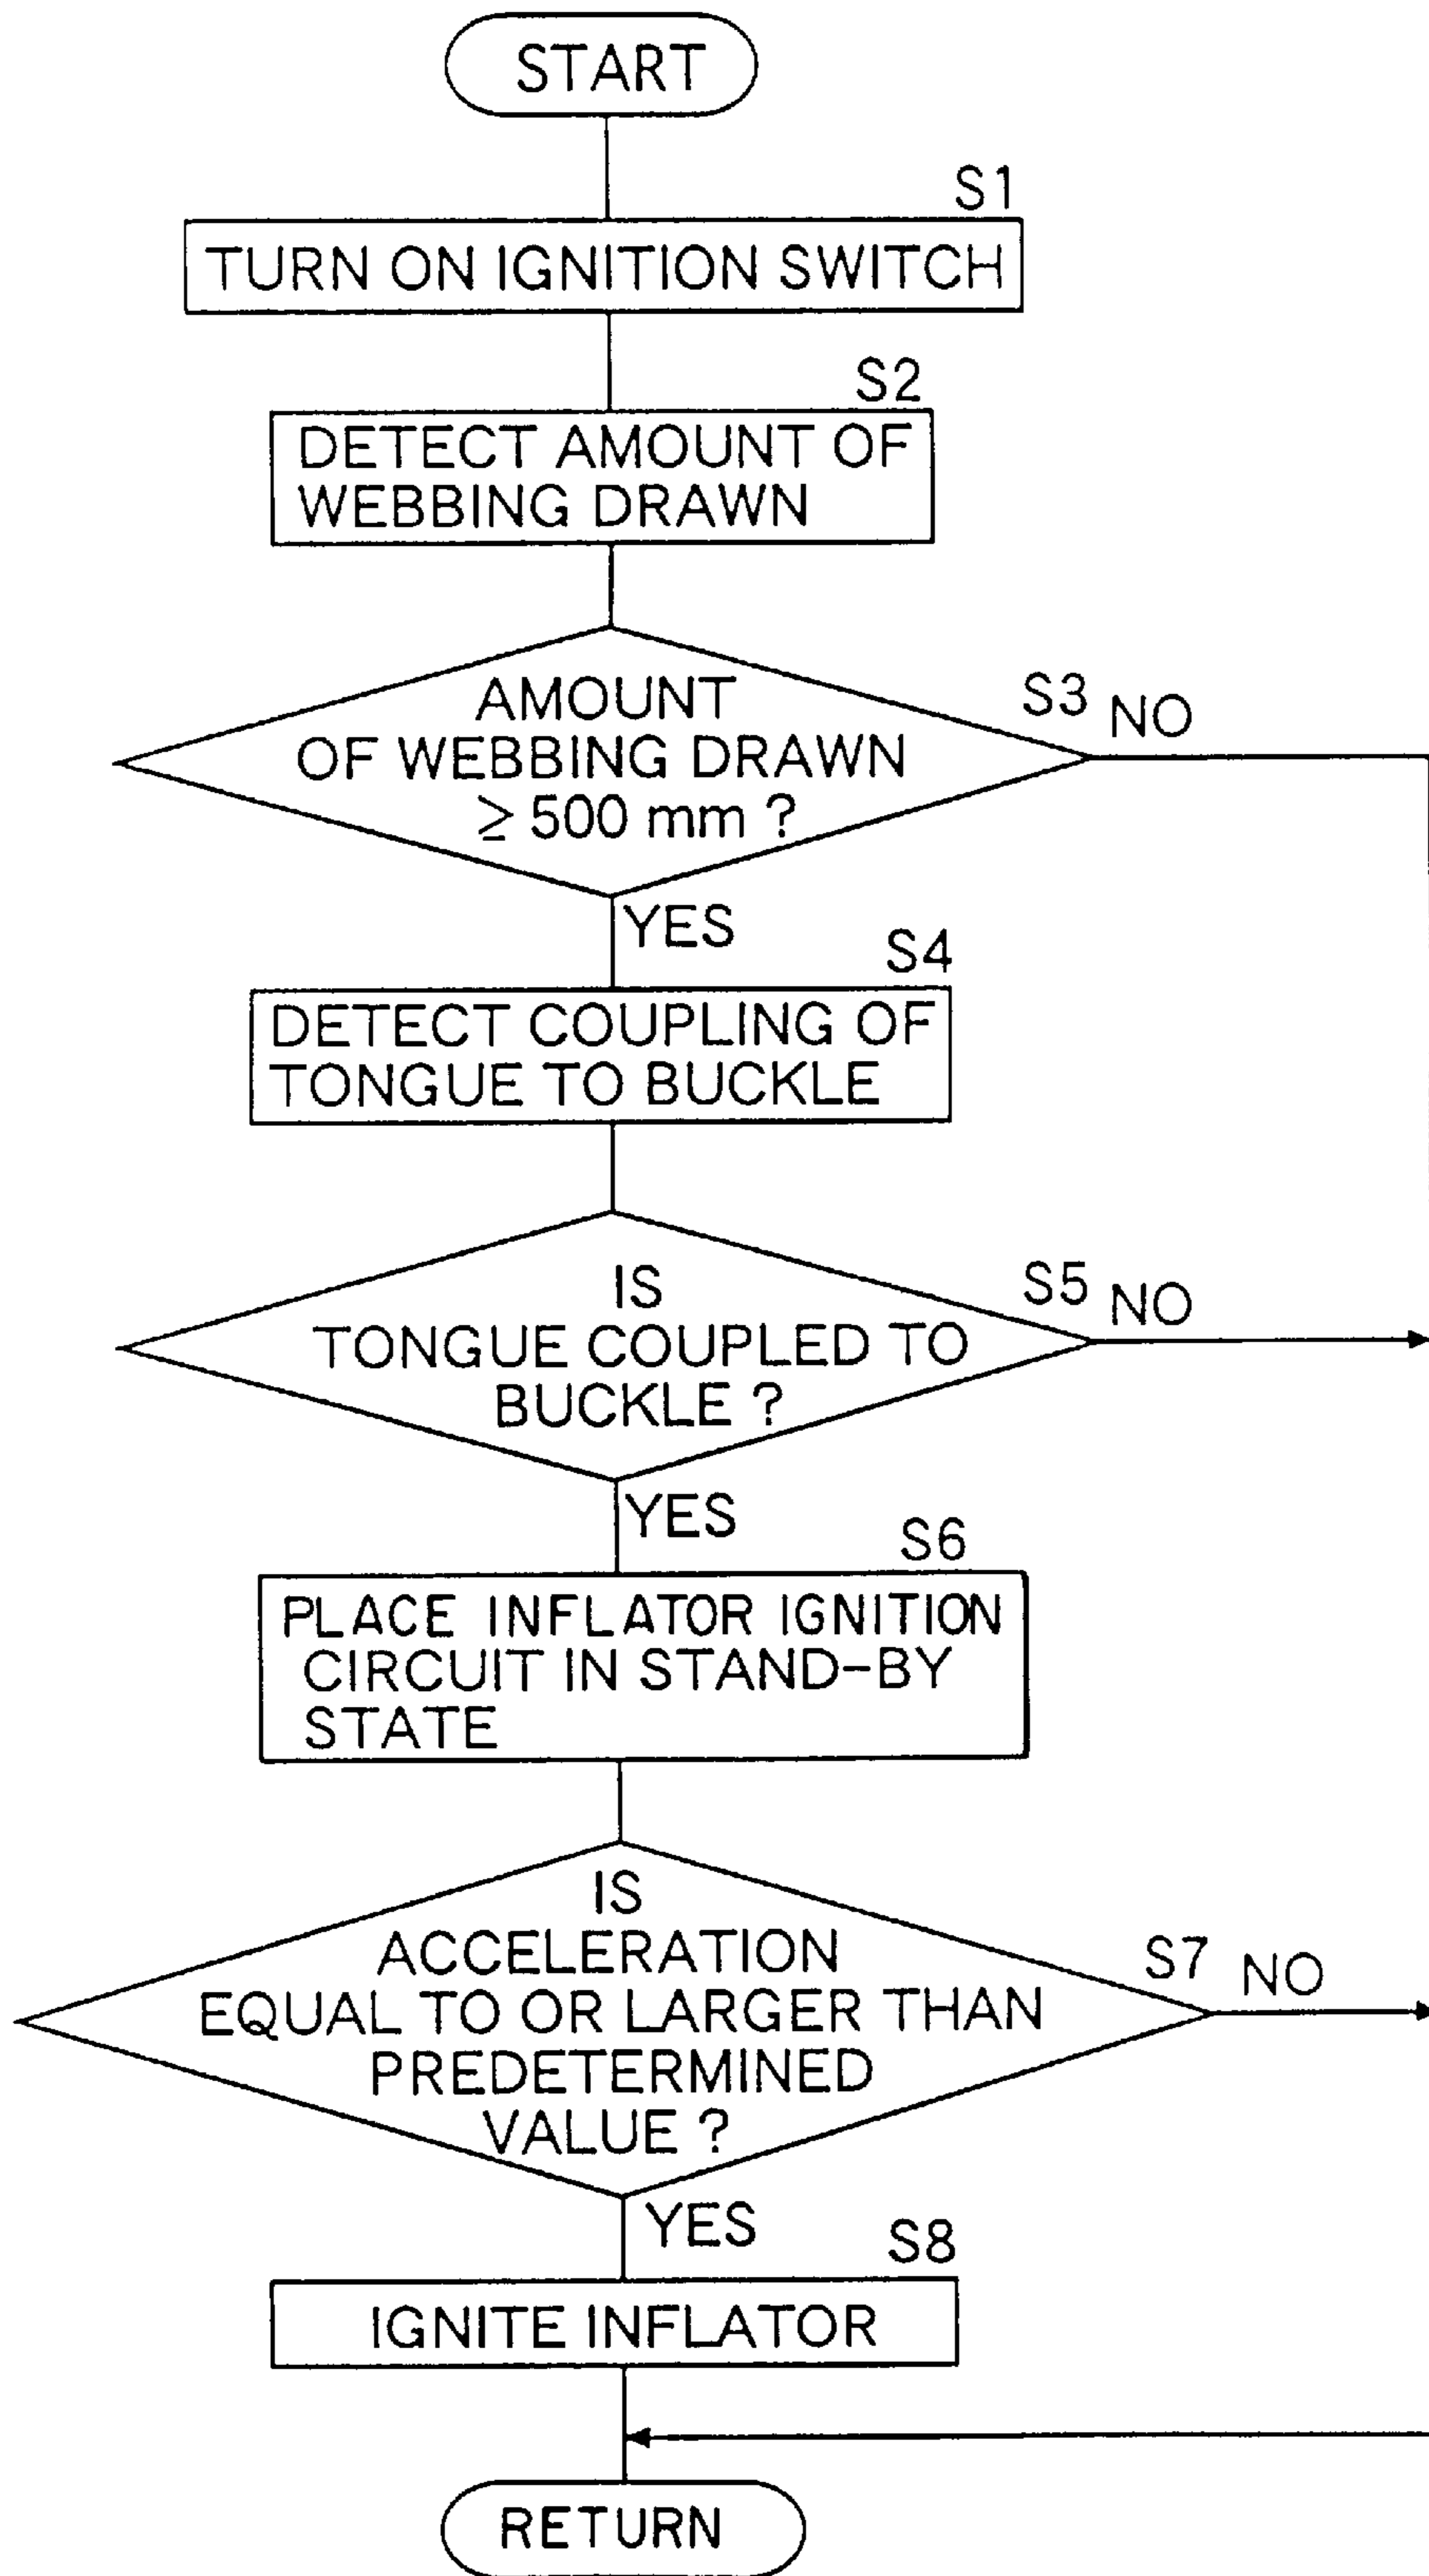 START
S1
TURN ON IGNITION SWITCH
S2
DETECT AMOUNT OF
WEBBING DRAWN
AMOUNT
OF WEBBING DRAWN
≥ 500 mm ?
S3 NO
YES
S4
DETECT COUPLING OF
TONGUE TO BUCKLE
IS
TONGUE COUPLED TO
BUCKLE ?
S5 NO
YES
S6
PLACE INFLATOR IGNITION
CIRCUIT IN STAND-BY
STATE
IS
ACCELERATION
EQUAL TO OR LARGER THAN
PREDETERMINED
VALUE ?
S7 NO
YES
S8
IGNITE INFLATOR
RETURN